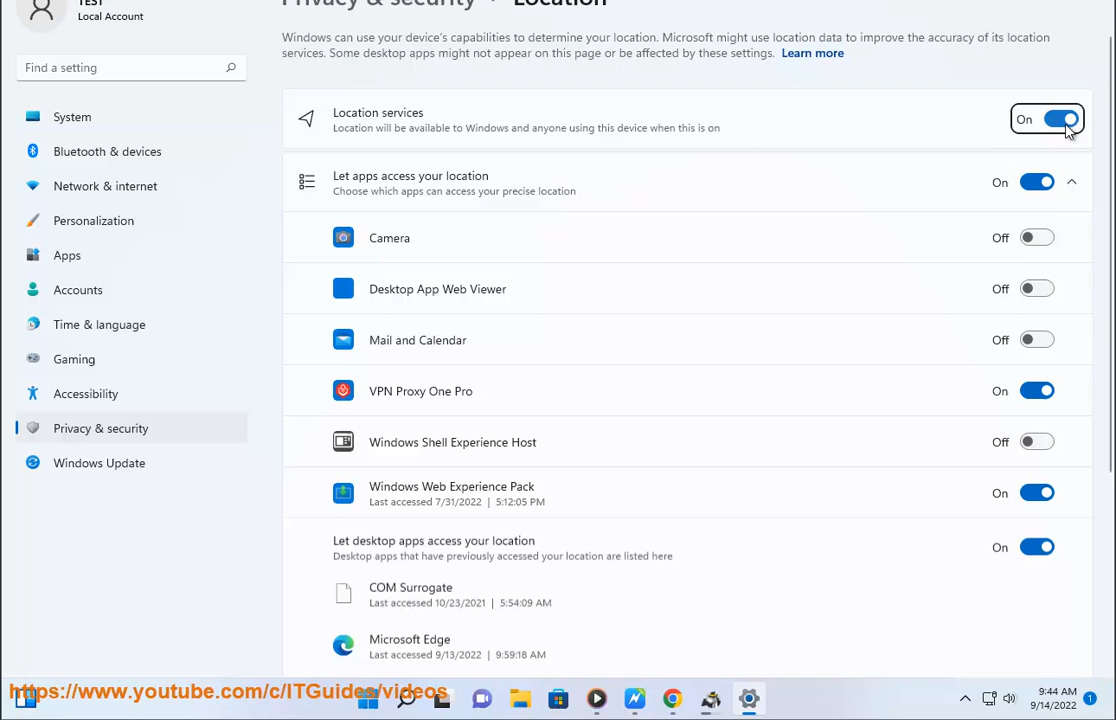 TEST
Local Account
Privacy & security > Location
Windows can use your device's capabilities to determine your location. Microsoft might use location data to improve the accuracy of its location
services. Some desktop apps might not appear on this page or be affected by these settings. Learn more
Find a setting
System
Bluetooth & devices
Network & internet
Personalization
Apps
Accounts
Time & language
Gaming
Accessibility
Privacy & security
Windows Update
Location services
Location will be available to Windows and anyone using this device when this is on
On
Let apps access your location
Choose which apps can access your precise location
On
Camera
Off
Desktop App Web Viewer
Off
Mail and Calendar
Off
VPN Proxy One Pro
On
Windows Shell Experience Host
Off
Windows Web Experience Pack
Last accessed 7/31/2022 | 5:12:05 PM
On
Let desktop apps access your location
Desktop apps that have previously accessed your location are listed here
On
COM Surrogate
Last accessed 10/23/2021 | 5:54:09 AM
Microsoft Edge
Last accessed 9/13/2022 | 9:59:18 AM
https://www.youtube.com/c/ITGuides/videos
9:44 AM
9/14/2022
1